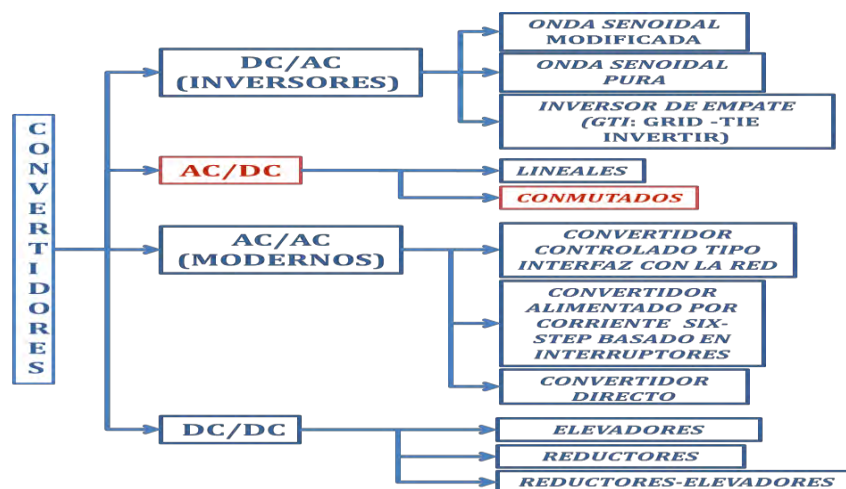 CONVERTIDORES
DC/AC
(INVERSORES)
ONDA SENOIDAL
MODIFICADA
ONDA SENOIDAL
PURA
INVERSOR DE EMPATE
(GTI: GRID -TIE
INVERTIR)
AC/DC
LINEALES
CONMUTADOS
AC/AC
(MODERNOS)
CONVERTIDOR
CONTROLADO TIPO
INTERFAZ CON LA RED
CONVERTIDOR
ALIMENTADO POR
CORRIENTE SIX-
STEP BASADO EN
INTERRUPTORES
CONVERTIDOR
DIRECTO
DC/DC
ELEVADORES
REDUCTORES
REDUCTORES-ELEVADORES